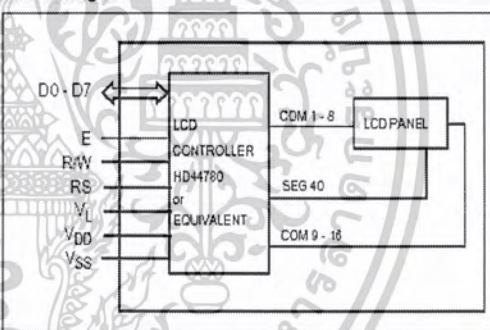 D0 - D7
E
R/W
RS
VL
VDD
VSS
LCD
CONTROLLER
HD44780
or
EQUIVALENT
COM 1 - 8
SEG 40
COM 9 - 16
LCD PANEL